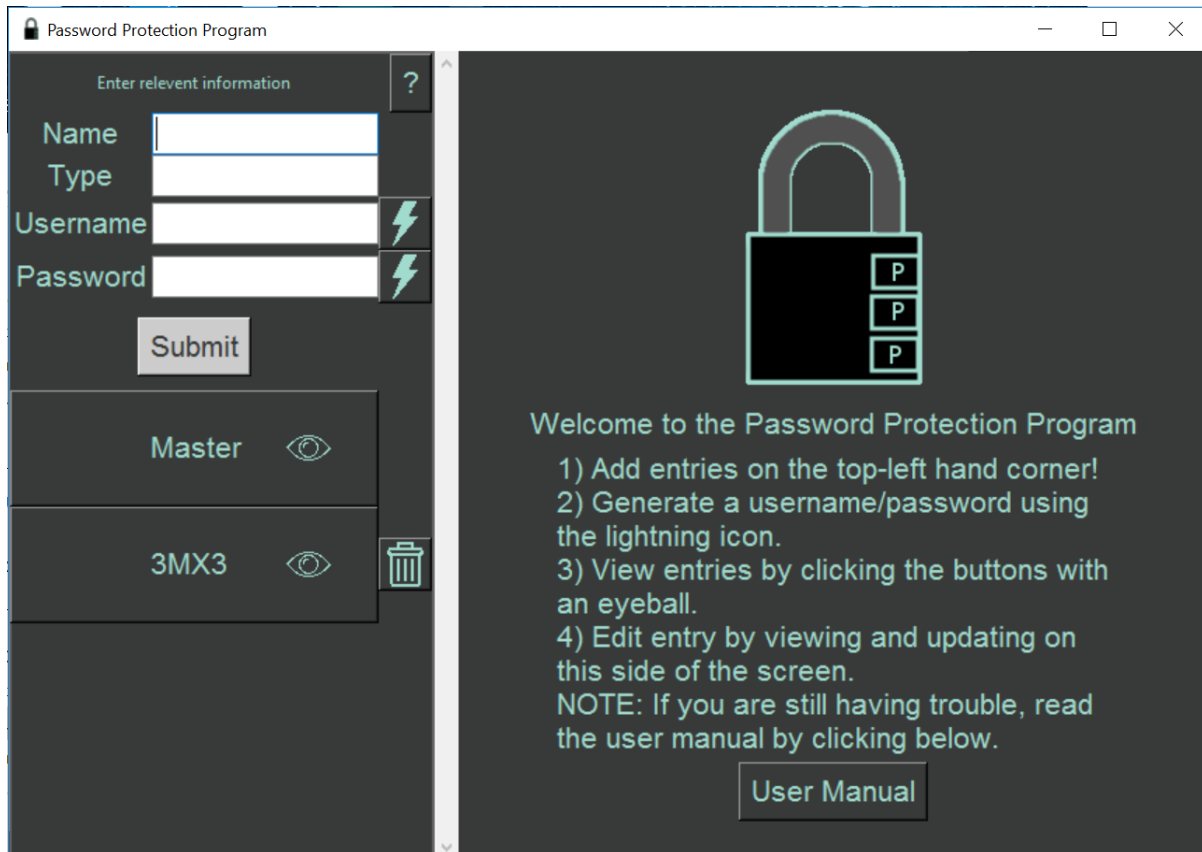 Password Protection Program
Enter relevent information
?
Name
Type
Username
Password
Submit
Master
3MX3
P
P
P
Welcome to the Password Protection Program
1) Add entries on the top-left hand corner!
2) Generate a username/password using
the lightning icon.
3) View entries by clicking the buttons with
an eyeball.
4) Edit entry by viewing and updating on
this side of the screen.
NOTE: If you are still having trouble, read
the user manual by clicking below.
User Manual